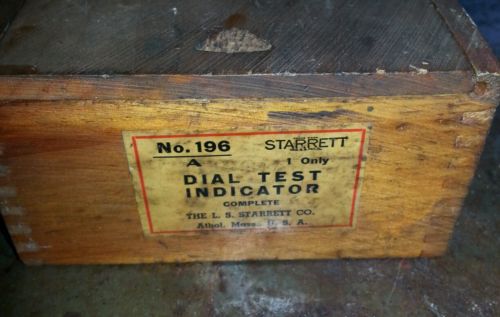 No. 196 STARRETT
A 1 Only
DIAL TEST
INDICATOR
COMPLETE
THE L. S. STARRETT CO.
Athol, Mass., U. S. A.